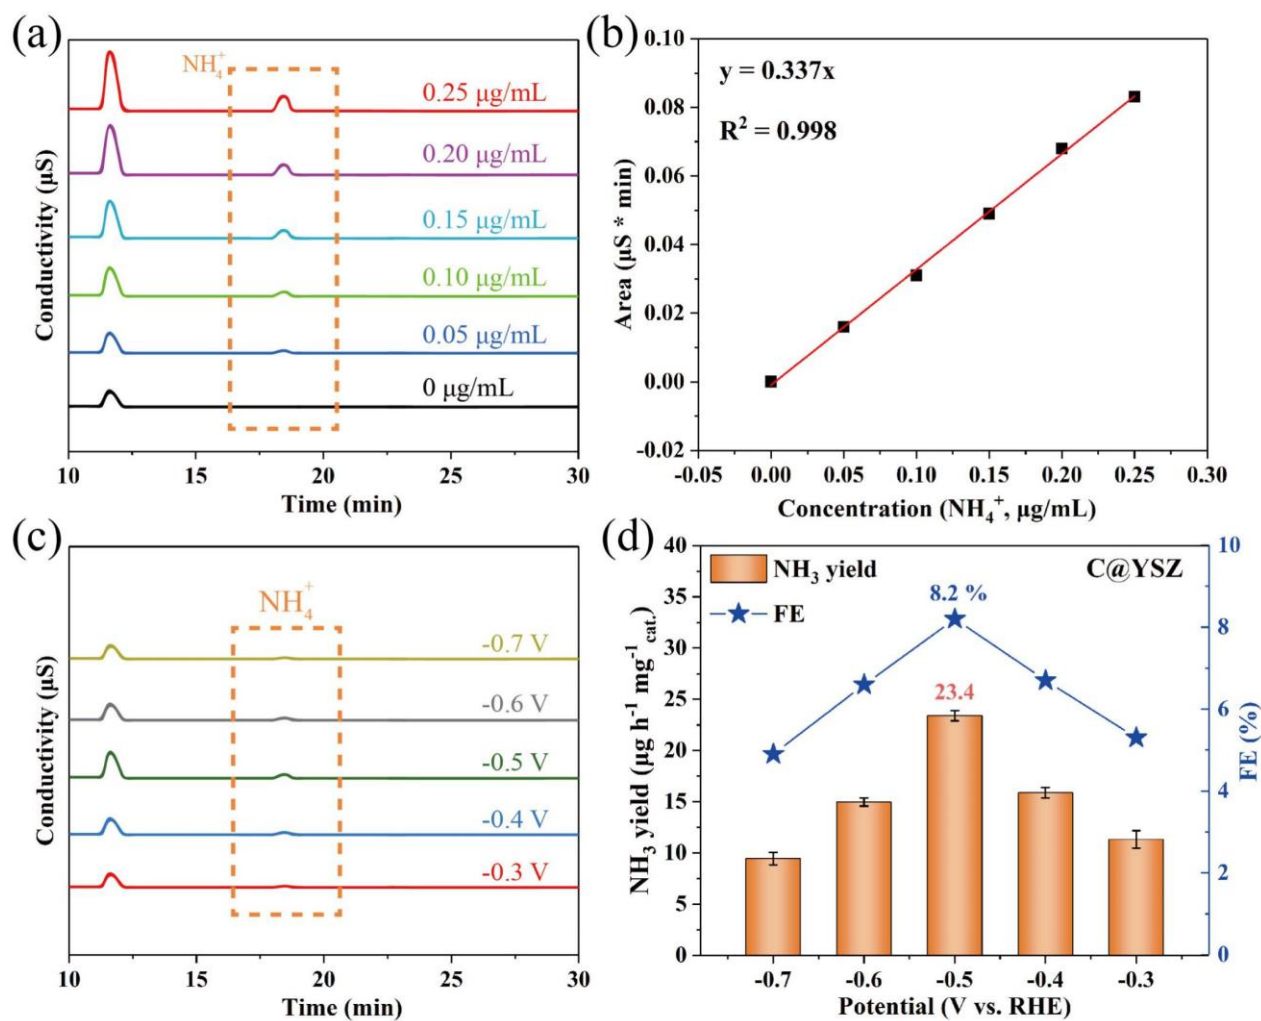 (a)
Conductivity (μS)
NH₄⁺
0.25 μg/mL
0.20 μg/mL
0.15 μg/mL
0.10 μg/mL
0.05 μg/mL
0 μg/mL
10 15 20 25 30
Time (min)
(b)
y = 0.337x
R² = 0.998
Area (μS * min)
0.10
0.08
0.06
0.04
0.02
0.00
-0.02
-0.05 0.00 0.05 0.10 0.15 0.20 0.25 0.30
Concentration (NH₄⁺, μg/mL)
(c)
Conductivity (μS)
NH₄⁺
-0.7 V
-0.6 V
-0.5 V
-0.4 V
-0.3 V
10 15 20 25 30
Time (min)
(d)
NH₃ yield
FE
C@YSZ
8.2 %
23.4
NH₃ yield (μg h⁻¹ mg⁻¹cat.)
40
35
30
25
20
15
10
5
0
FE (%)
10
8
6
4
2
0
-0.7 -0.6 -0.5 -0.4 -0.3
Potential (V vs. RHE)